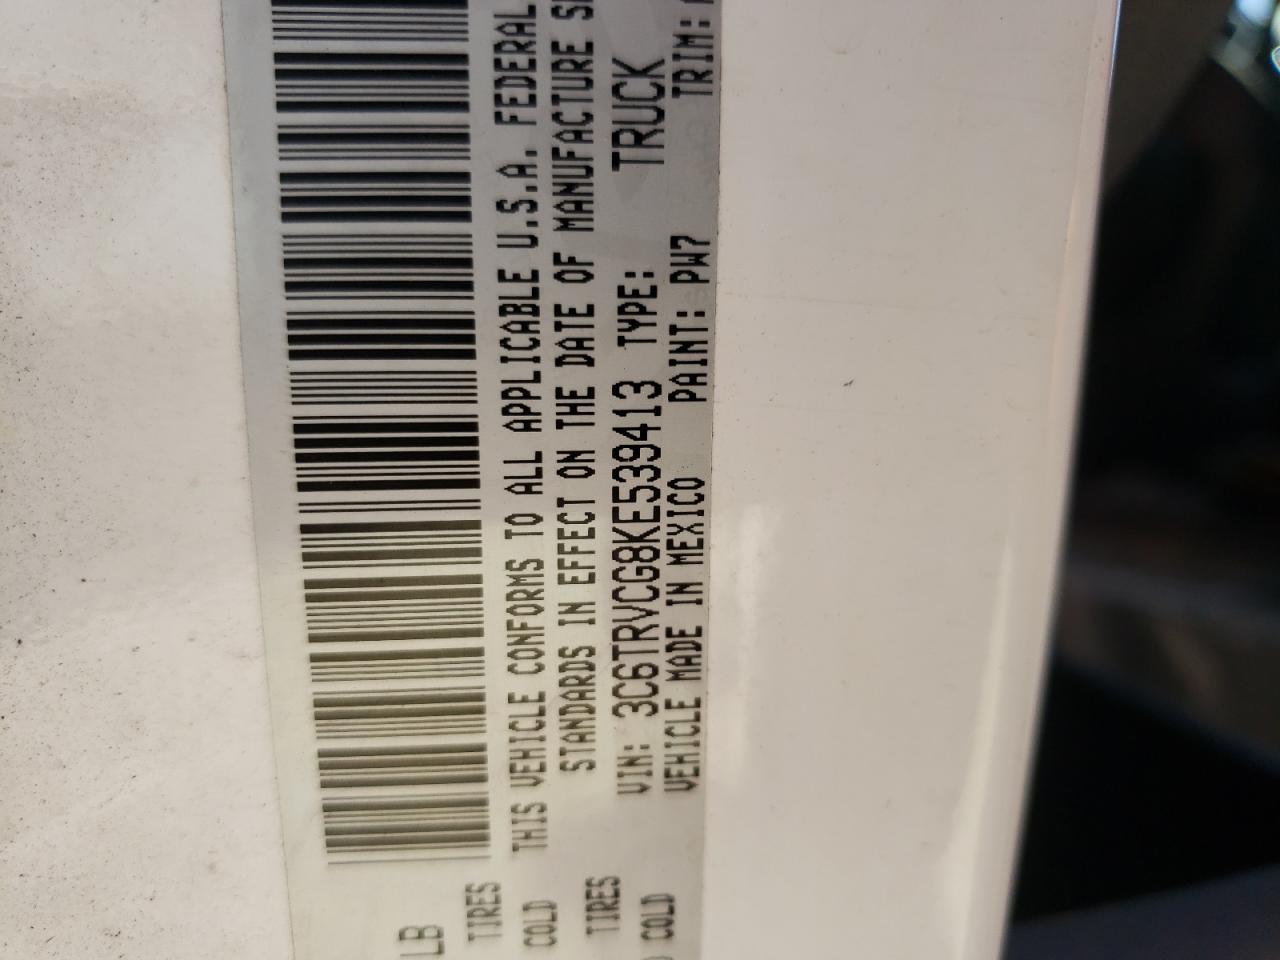 LB
TIRES
COLD
TIRES
COLD
THIS VEHICLE CONFORMS TO ALL APPLICABLE U.S.A. FEDERAL
STANDARDS IN EFFECT ON THE DATE OF MANUFACTURE
VIN: 3C6TRVCG8KE539413 TYPE: TRUCK
VEHICLE MADE IN MEXICO PAINT: PW7 TRIM: